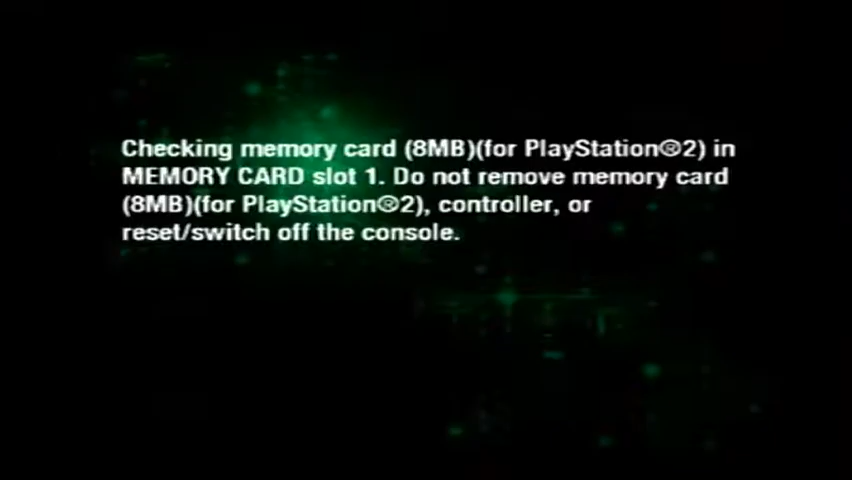 Checking memory card (8MB)(for PlayStation®2) in
MEMORY CARD slot 1. Do not remove memory card
(8MB)(for PlayStation®2), controller, or
reset/switch off the console.